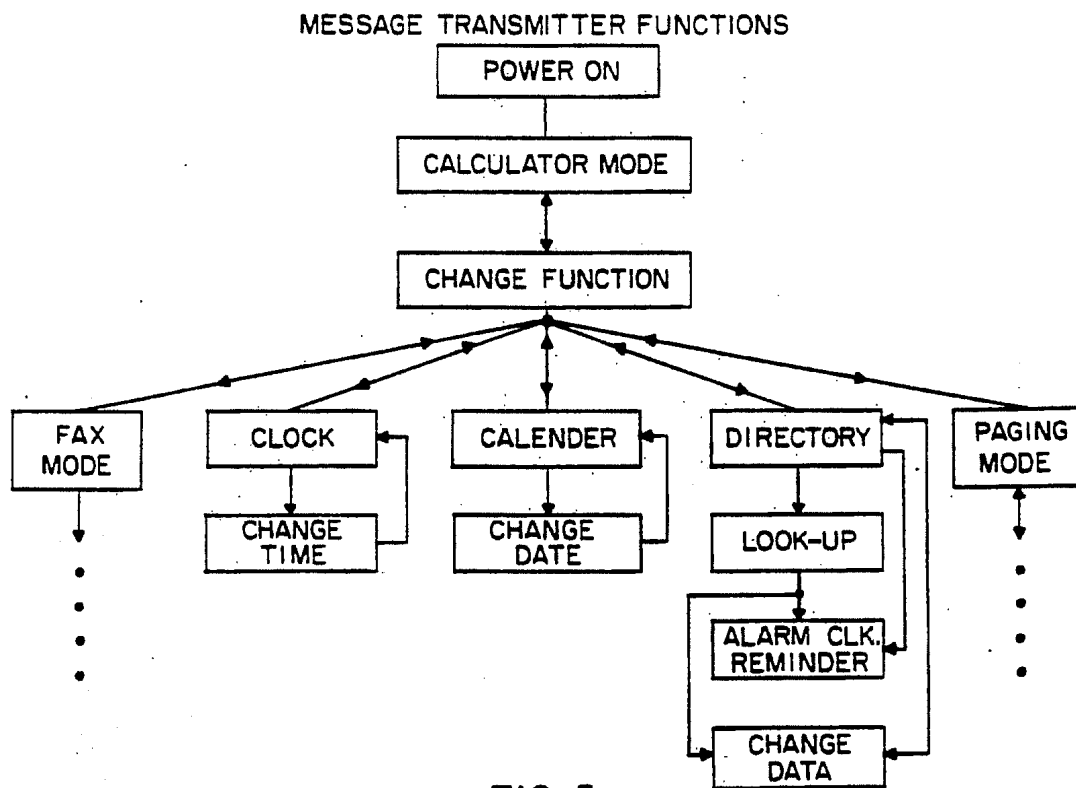 MESSAGE TRANSMITTER FUNCTIONS
POWER ON
CALCULATOR MODE
CHANGE FUNCTION
FAX
MODE
CLOCK
CALENDER
DIRECTORY
PAGING
MODE
CHANGE
TIME
CHANGE
DATE
LOOK-UP
ALARM CLK.
REMINDER
CHANGE
DATA